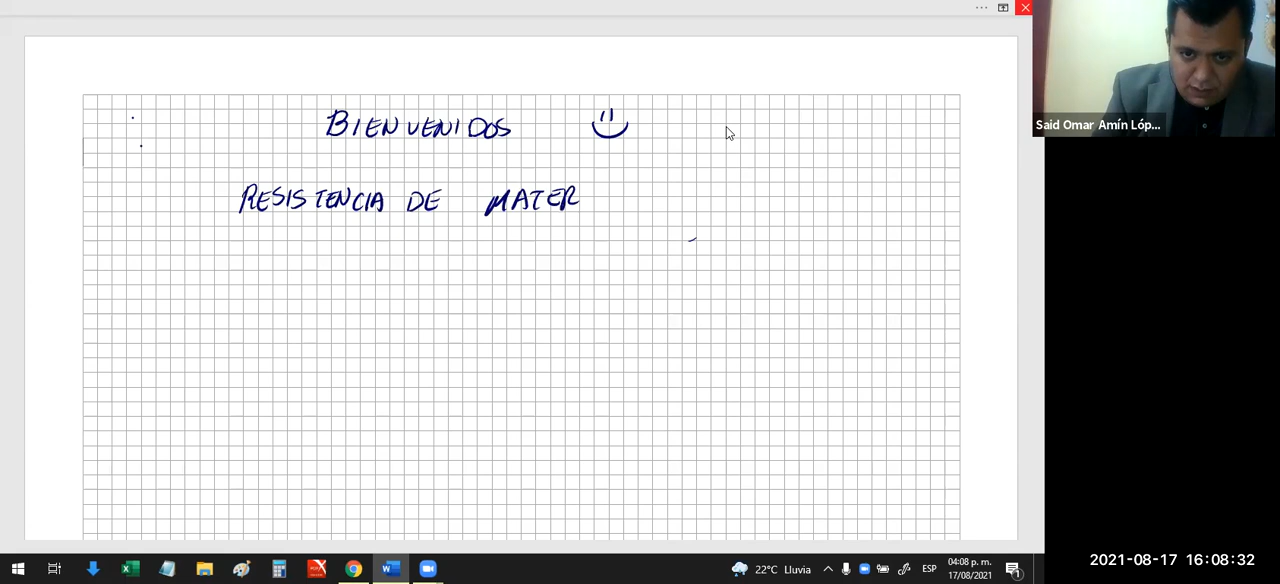 Said Omar Amín Lóp...
BIENVENIDOS
RESISTENCIA DE MATER
22°C Lluvia
ESP
04:08 p. m.
17/08/2021
1
2021-08-17 16:08:32